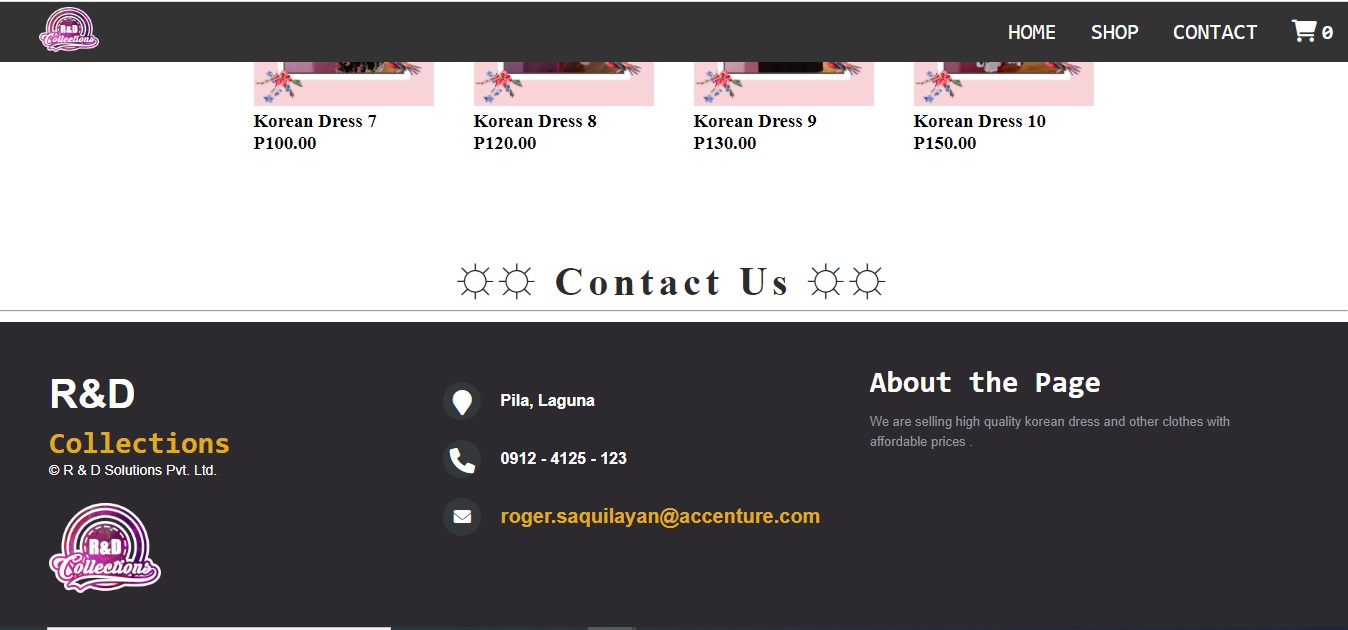 R&D
Collections
HOME SHOP CONTACT 0
Korean Dress 7
P100.00
Korean Dress 8
P120.00
Korean Dress 9
P130.00
Korean Dress 10
P150.00
☼☼ Contact Us ☼☼
R&D
Collections
© R & D Solutions Pvt. Ltd.
R&D
Collections
Pila, Laguna
0912 - 4125 - 123
roger.saquilayan@accenture.com
About the Page
We are selling high quality korean dress and other clothes with
affordable prices .